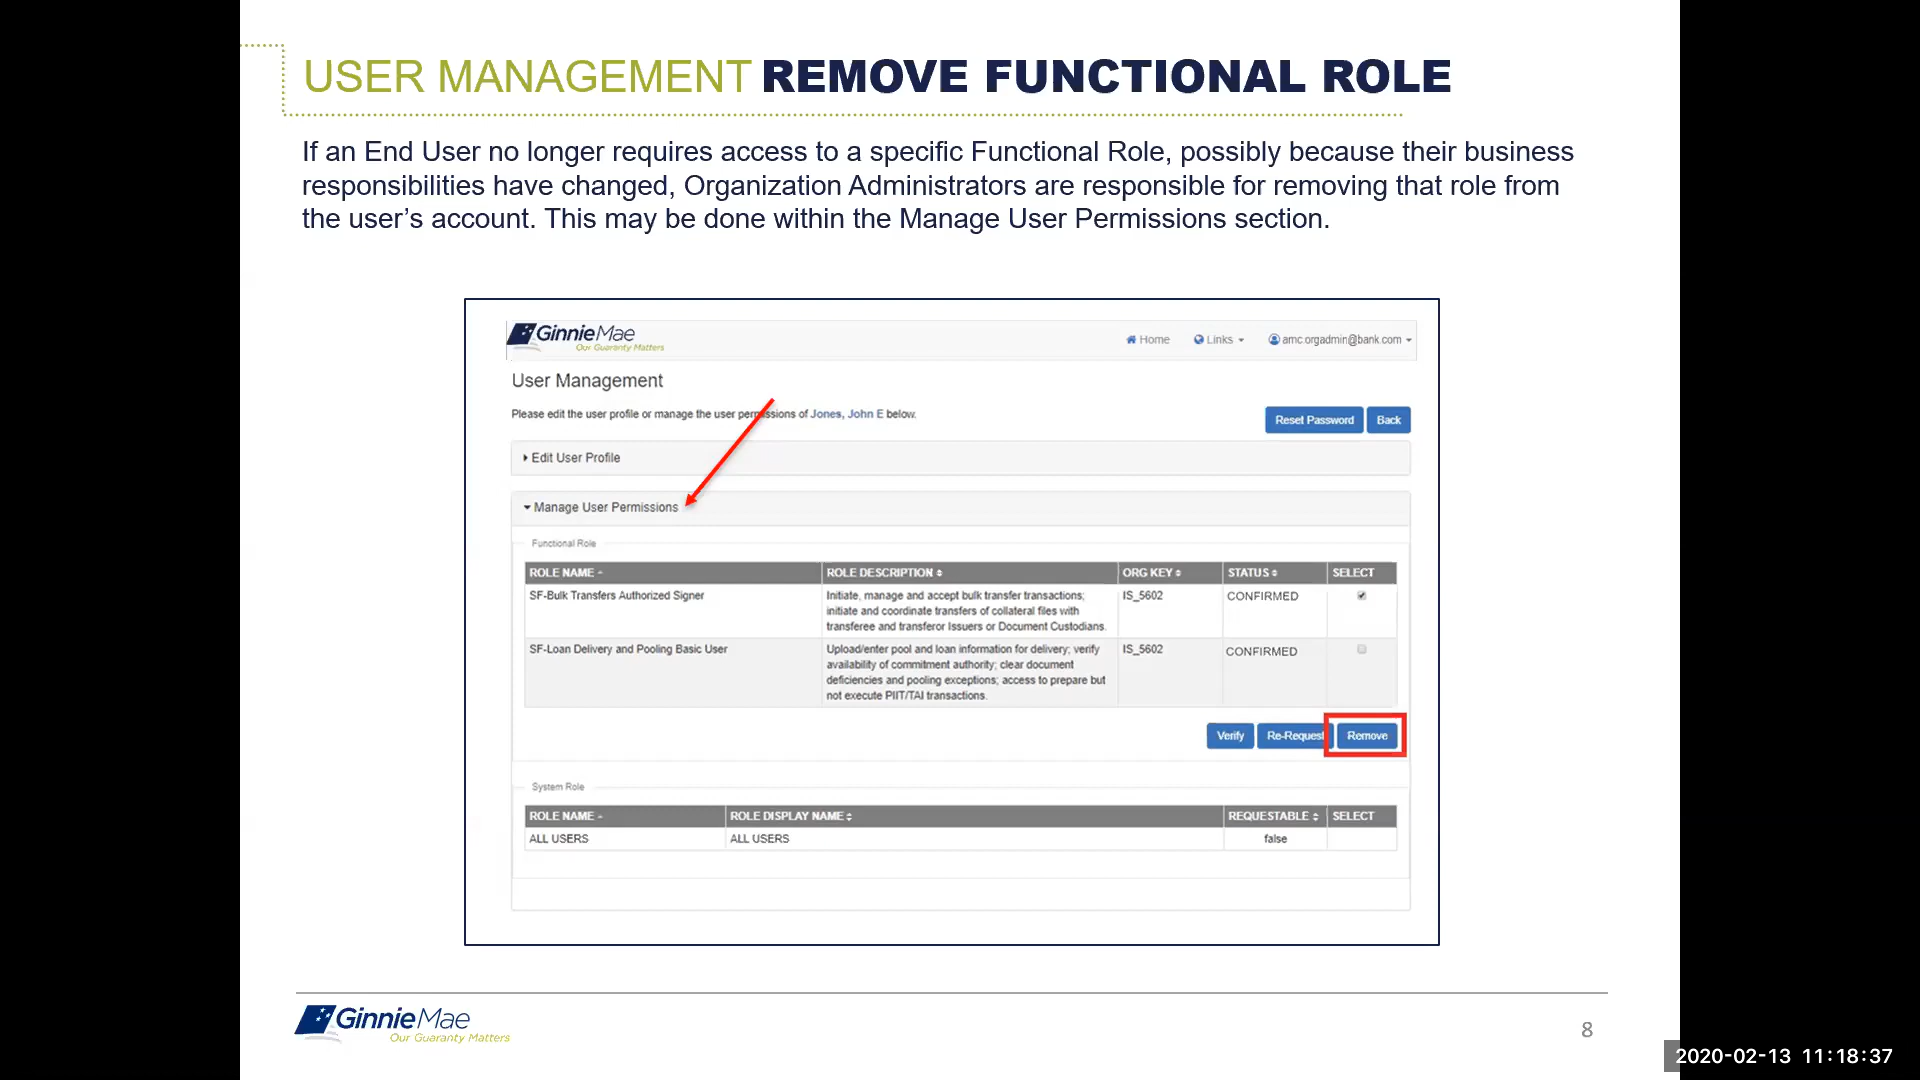 USER MANAGEMENT REMOVE FUNCTIONAL ROLE
If an End User no longer requires access to a specific Functional Role, possibly because their business
responsibilities have changed, Organization Administrators are responsible for removing that role from
the user’s account. This may be done within the Manage User Permissions section.
GinnieMae
Our Guaranty Matters
Home Links amc.orgadmin@bank.com
User Management
Please edit the user profile or manage the user permissions of Jones, John E below.
Reset Password Back
Edit User Profile
Manage User Permissions
Functional Role
ROLE NAME ROLE DESCRIPTION ORG KEY STATUS SELECT
SF-Bulk Transfers Authorized Signer Initiate, manage and accept bulk transfer transactions; IS_5602 CONFIRMED
initiate and coordinate transfers of collateral files with
transferee and transferor Issuers or Document Custodians.
SF-Loan Delivery and Pooling Basic User Upload/enter pool and loan information for delivery; verify IS_5602 CONFIRMED
availability of commitment authority; clear document
deficiencies and pooling exceptions; access to prepare but
not execute PIIT/TAI transactions.
Verify Re-Request Remove
System Role
ROLE NAME ROLE DISPLAY NAME REQUESTABLE SELECT
ALL USERS ALL USERS false
GinnieMae
Our Guaranty Matters
8
2020-02-13 11:18:37